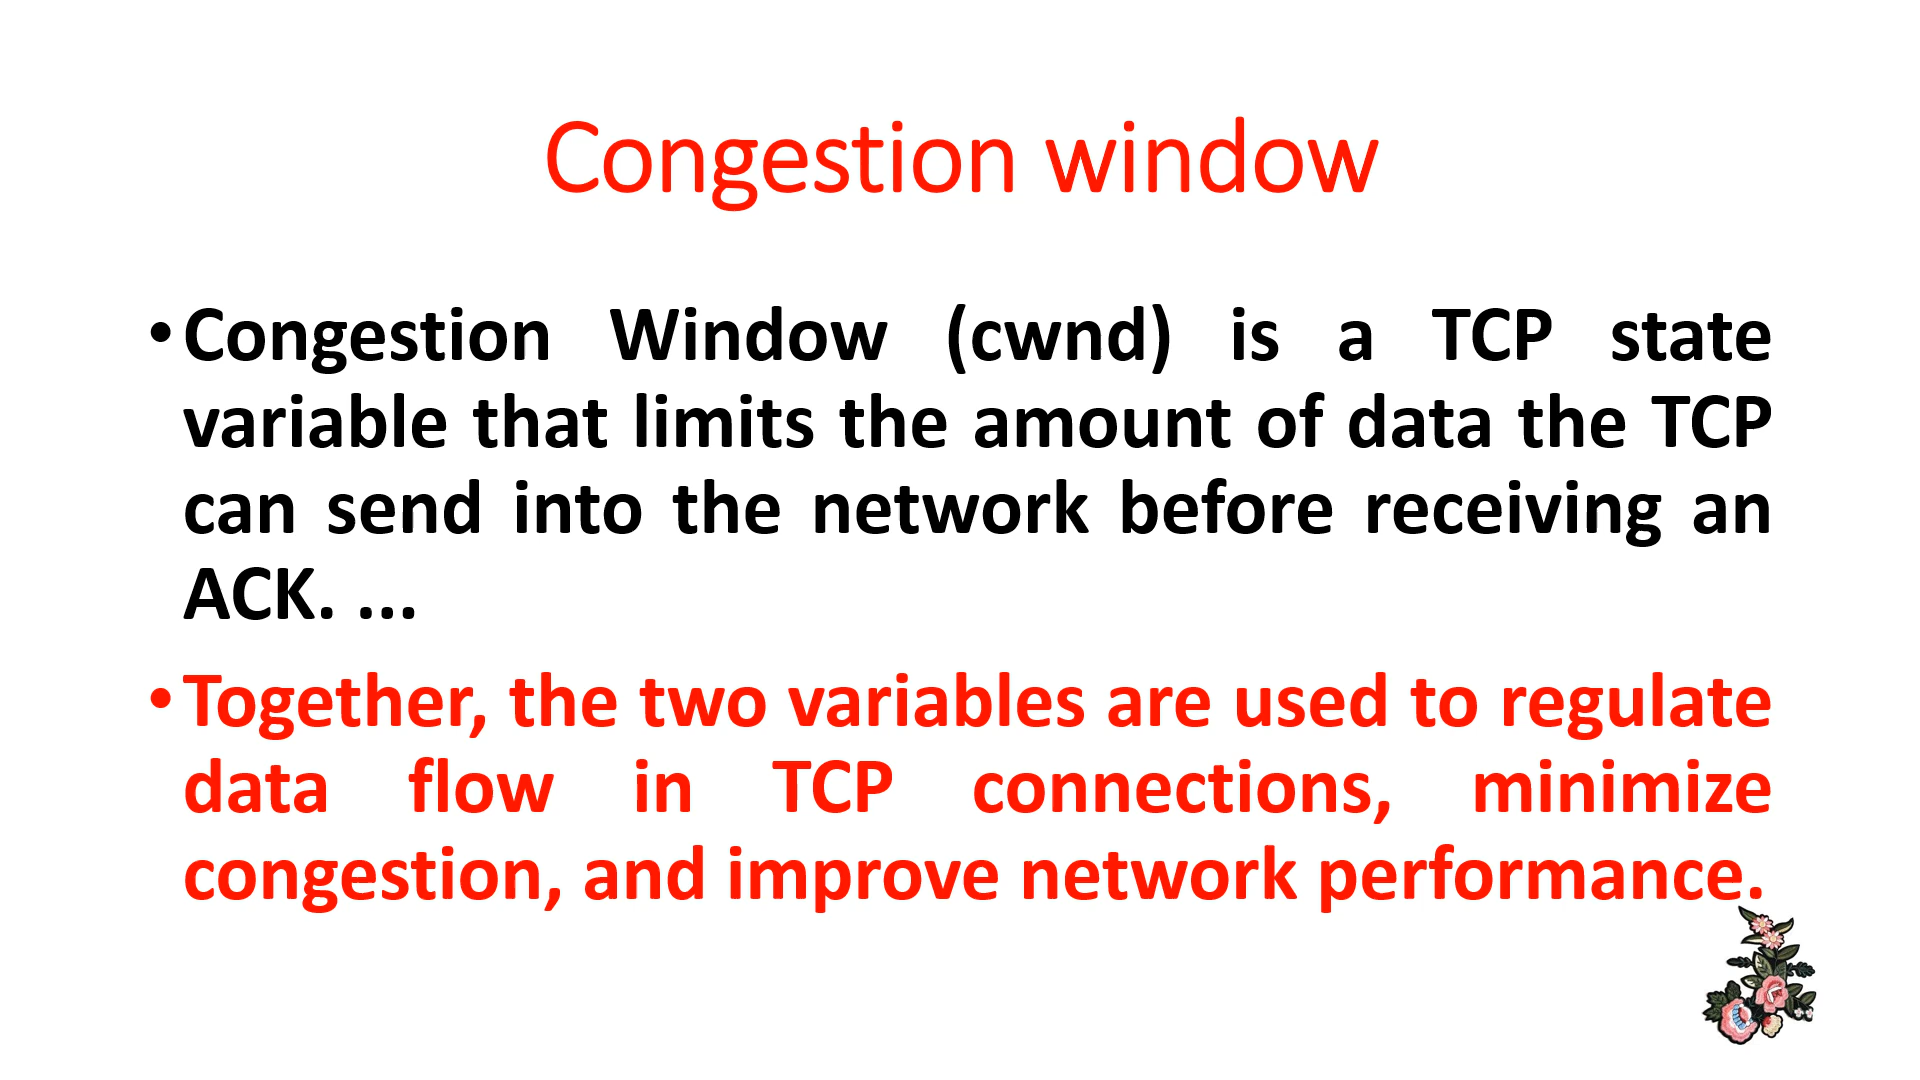 Congestion window
•Congestion Window (cwnd) is a TCP state
variable that limits the amount of data the TCP
can send into the network before receiving an
ACK. ...
•Together, the two variables are used to regulate
data flow in TCP connections, minimize
congestion, and improve network performance.